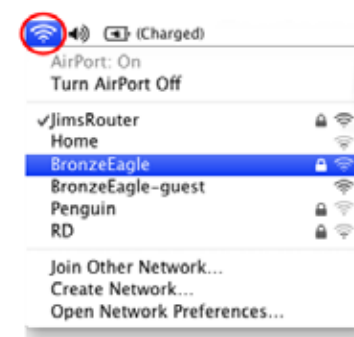 (Charged)
AirPort: On
Turn AirPort Off
✓JimsRouter
Home
BronzeEagle
BronzeEagle-guest
Penguin
RD
Join Other Network...
Create Network...
Open Network Preferences...